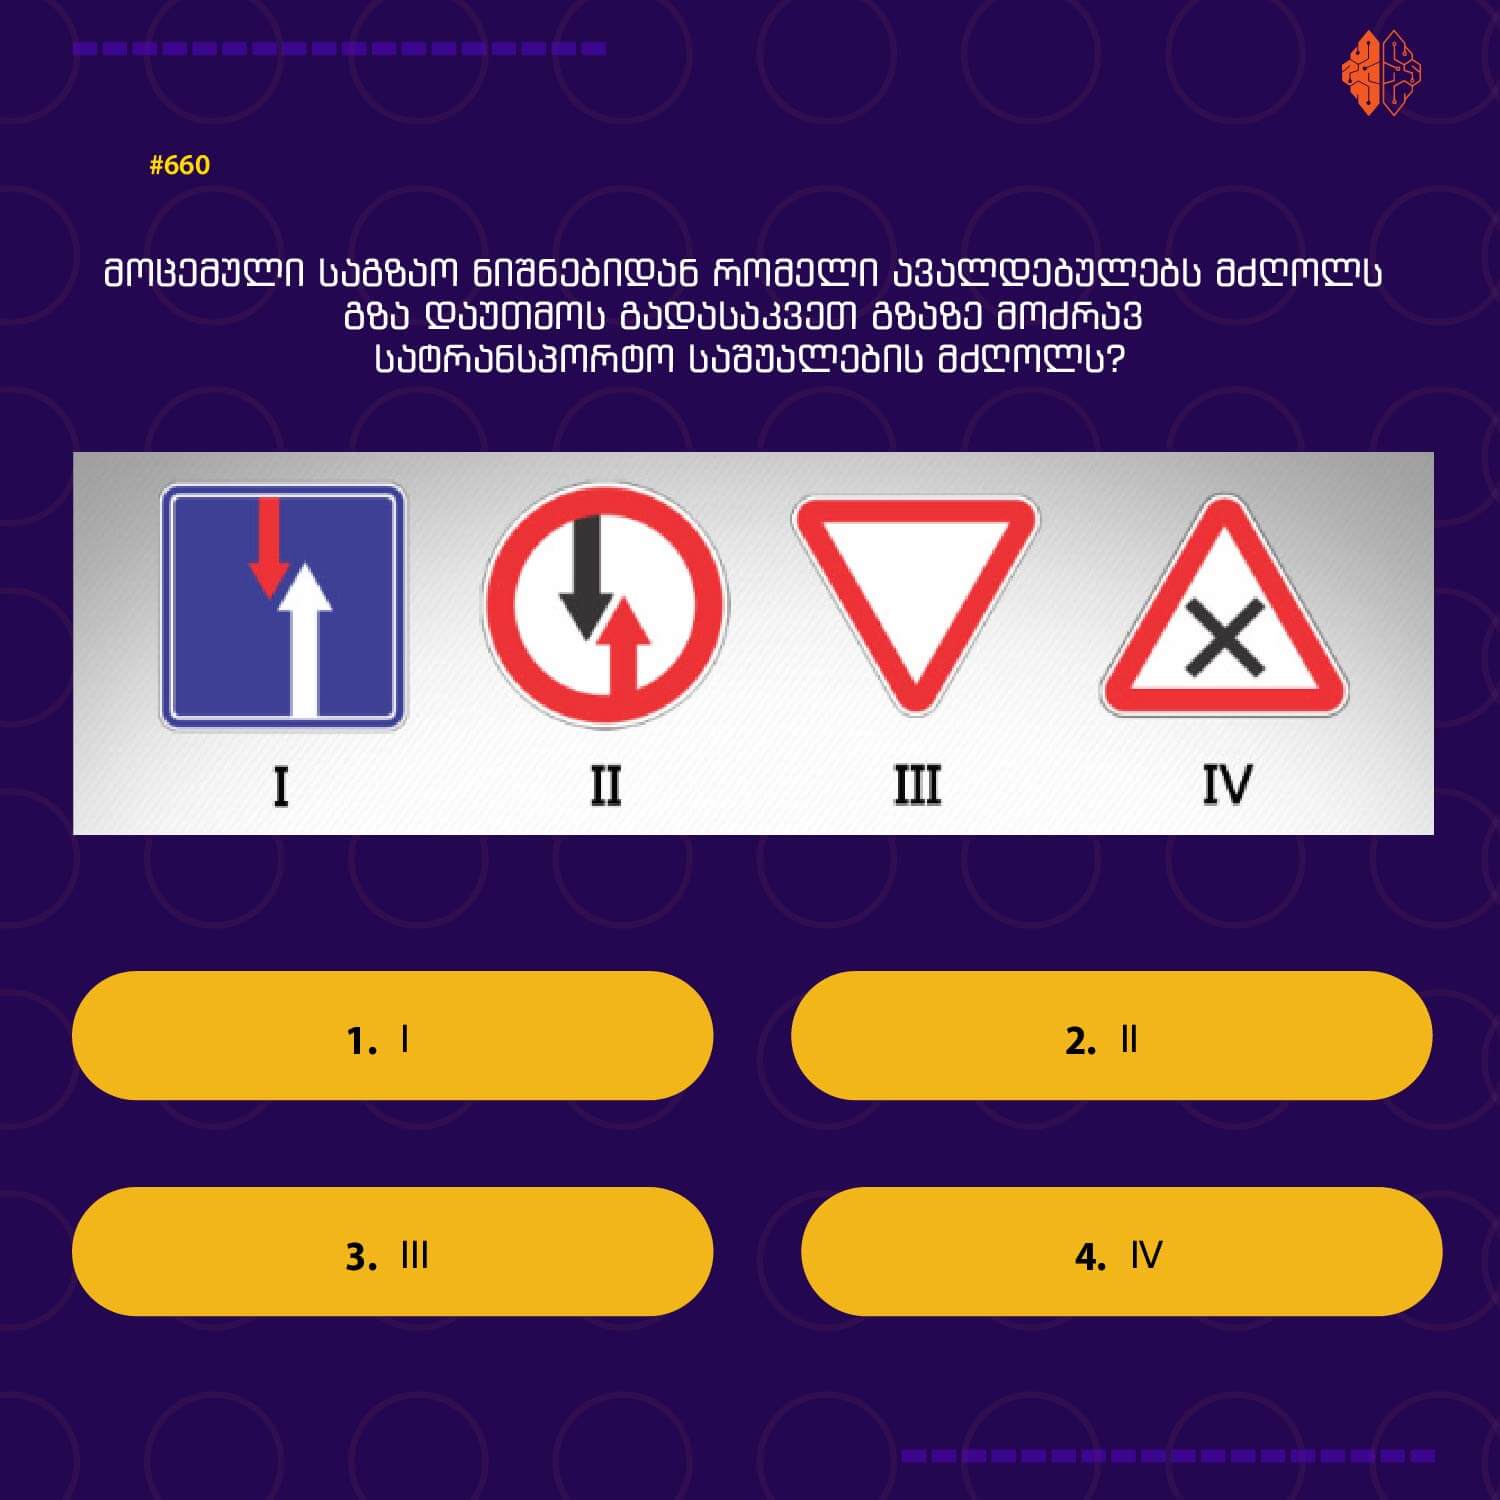 #660
მოცემული საგზაო ნიშნებიდან რომელი ავალდებულებს მძღოლს
გზა დაუთმოს გადასაკვეთ გზაზე მოძრავ
სატრანსპორტო საშუალების მძღოლს?
I II III IV
1. I
2. II
3. III
4. IV